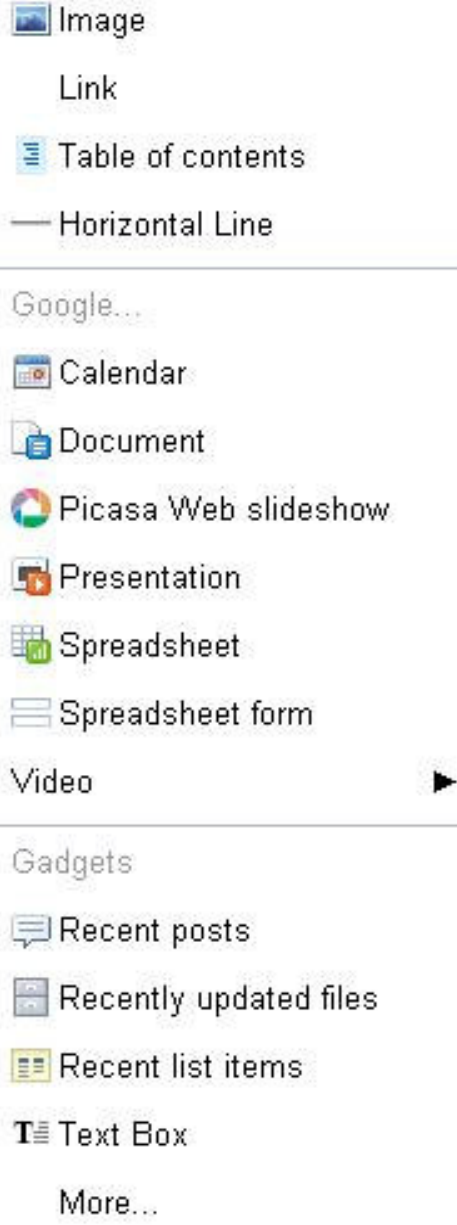 Image
Link
Table of contents
Horizontal Line
Google...
Calendar
Document
Picasa Web slideshow
Presentation
Spreadsheet
Spreadsheet form
Video
Gadgets
Recent posts
Recently updated files
Recent list items
Text Box
More...